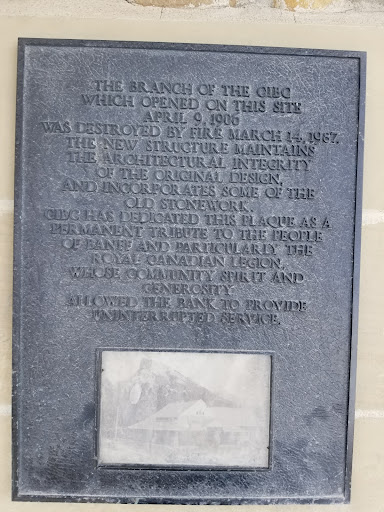 THE BRANCH OF THE CIBC
WHICH OPENED ON THIS SITE
APRIL 9, 1906
WAS DESTROYED BY FIRE MARCH 14, 1987.
THE NEW STRUCTURE MAINTAINS
THE ARCHITECTURAL INTEGRITY
OF THE ORIGINAL DESIGN,
AND INCORPORATES SOME OF THE
OLD STONEWORK.
CIBC HAS DEDICATED THIS PLAQUE AS A
PERMANENT TRIBUTE TO THE PEOPLE
OF BANFF AND PARTICULARLY THE
ROYAL CANADIAN LEGION,
WHOSE COMMUNITY SPIRIT AND
GENEROSITY
ALLOWED THE BANK TO PROVIDE
UNINTERRUPTED SERVICE.